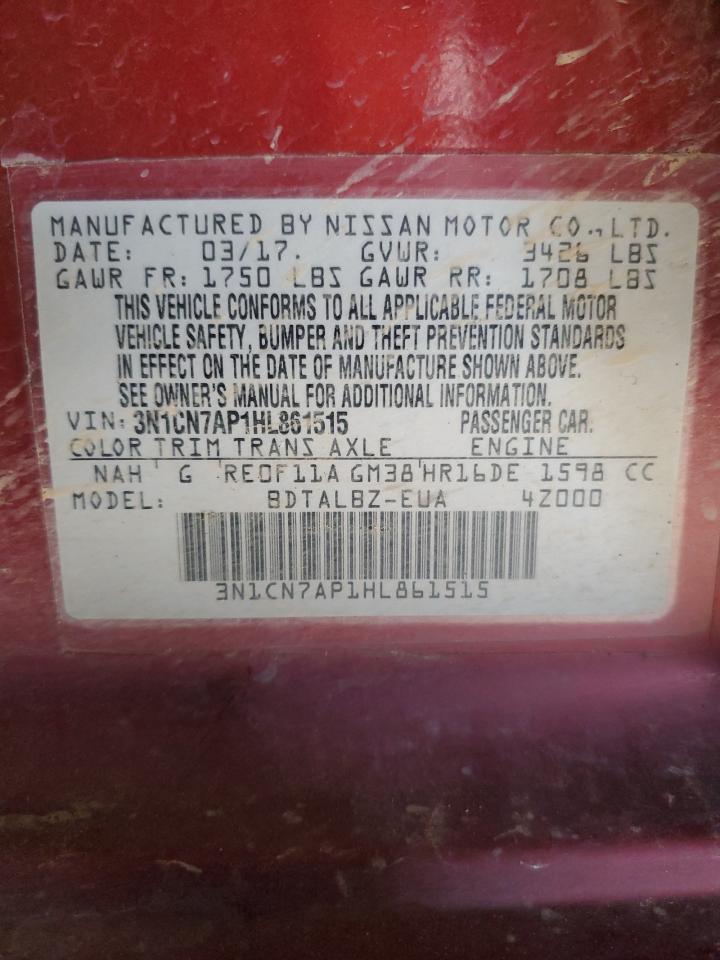 MANUFACTURED BY NISSAN MOTOR CO., LTD.
DATE: 03/17. GVWR: 3426 LBS
GAWR FR: 1750 LBS GAWR RR: 1708 LBS
THIS VEHICLE CONFORMS TO ALL APPLICABLE FEDERAL MOTOR
VEHICLE SAFETY, BUMPER AND THEFT PREVENTION STANDARDS
IN EFFECT ON THE DATE OF MANUFACTURE SHOWN ABOVE.
SEE OWNER'S MANUAL FOR ADDITIONAL INFORMATION.
VIN: 3N1CN7AP1HL861515 PASSENGER CAR.
COLOR TRIM TRANS AXLE ENGINE
NAH G RE0F11A GM38 HR16DE 1598 CC
MODEL: BDTALBZ-EUA 4Z000
3N1CN7AP1HL861515